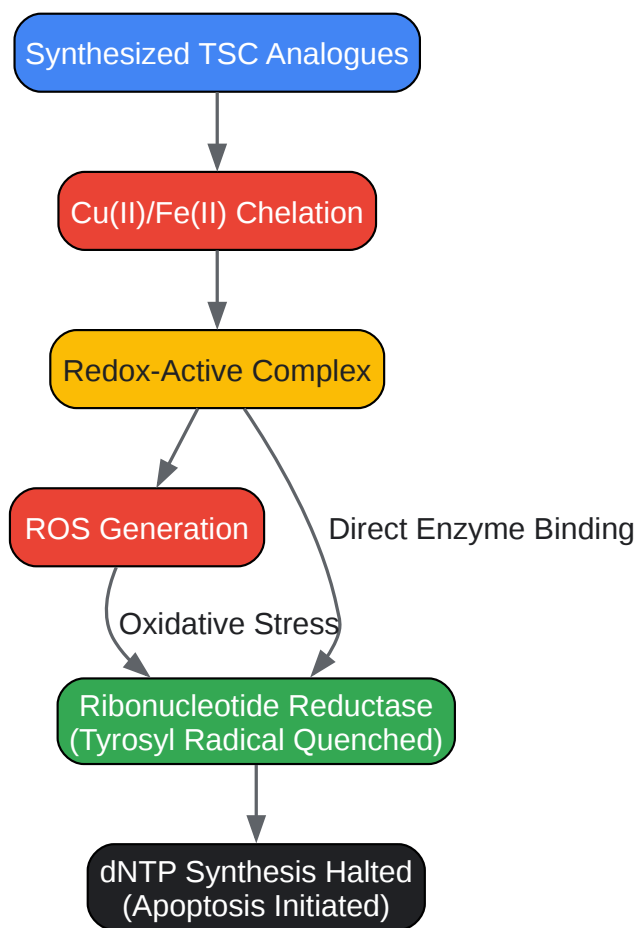 Synthesized TSC Analogues
Cu(II)/Fe(II) Chelation
Redox-Active Complex
ROS Generation
Direct Enzyme Binding
Oxidative Stress
Ribonucleotide Reductase
(Tyrosyl Radical Quenched)
dNTP Synthesis Halted
(Apoptosis Initiated)